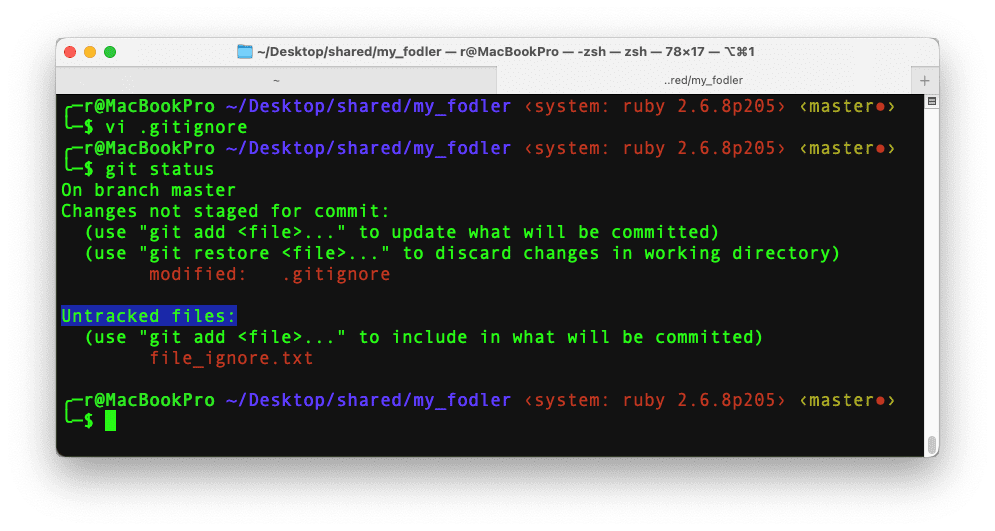 ~/Desktop/shared/my_fodler — r@MacBookPro — -zsh — zsh — 78×17 — ⌥⌘1
~
..red/my_fodler
+
╭─r@MacBookPro ~/Desktop/shared/my_fodler ‹system: ruby 2.6.8p205› ‹master●›
╰─$ vi .gitignore
╭─r@MacBookPro ~/Desktop/shared/my_fodler ‹system: ruby 2.6.8p205› ‹master●›
╰─$ git status
On branch master
Changes not staged for commit:
  (use "git add <file>..." to update what will be committed)
  (use "git restore <file>..." to discard changes in working directory)
        modified:   .gitignore

Untracked files:
  (use "git add <file>..." to include in what will be committed)
        file_ignore.txt

╭─r@MacBookPro ~/Desktop/shared/my_fodler ‹system: ruby 2.6.8p205› ‹master●›
╰─$